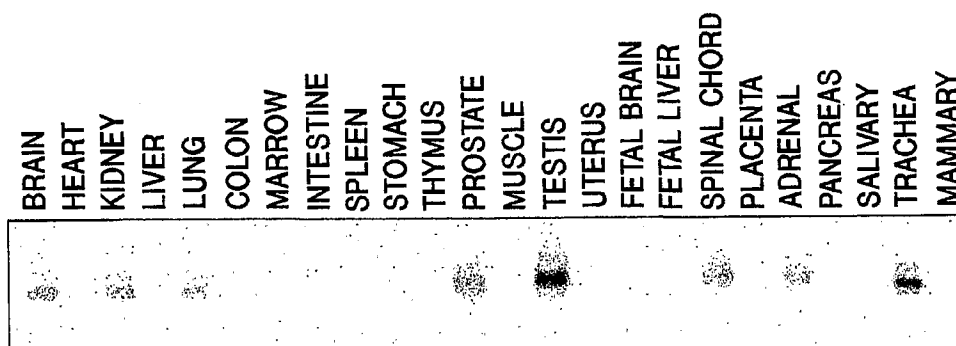 BRAIN
HEART
KIDNEY
LIVER
LUNG
COLON
MARROW
INTESTINE
SPLEEN
STOMACH
THYMUS
PROSTATE
MUSCLE
TESTIS
UTERUS
FETAL BRAIN
FETAL LIVER
SPINAL CHORD
PLACENTA
ADRENAL
PANCREAS
SALIVARY
TRACHEA
MAMMARY